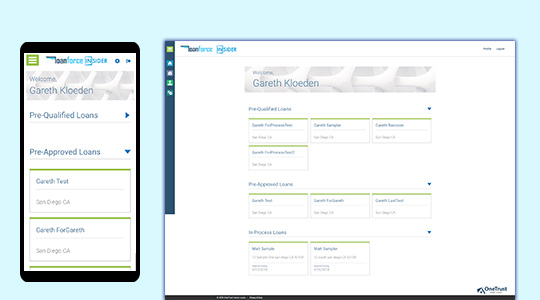 loanforce INSIDER
Welcome,
Gareth Kloeden
Pre-Qualified Loans
Pre-Approved Loans
Gareth Test
San Diego CA
Gareth ForGareth
San Diego CA
loanforce INSIDER
Home Logout
Welcome,
Gareth Kloeden
Pre-Qualified Loans
Gareth ForProcessTest Gareth Sampler Gareth
San Diego CA San Diego CA San Diego CA
Gareth ForProcessTest2
San Diego CA
Pre-Approved Loans
Gareth Test Gareth ForGareth Gareth LastTest
San Diego CA San Diego CA San Diego CA
In-Process Loans
Matt Sample Matt Sampler
OneTrust